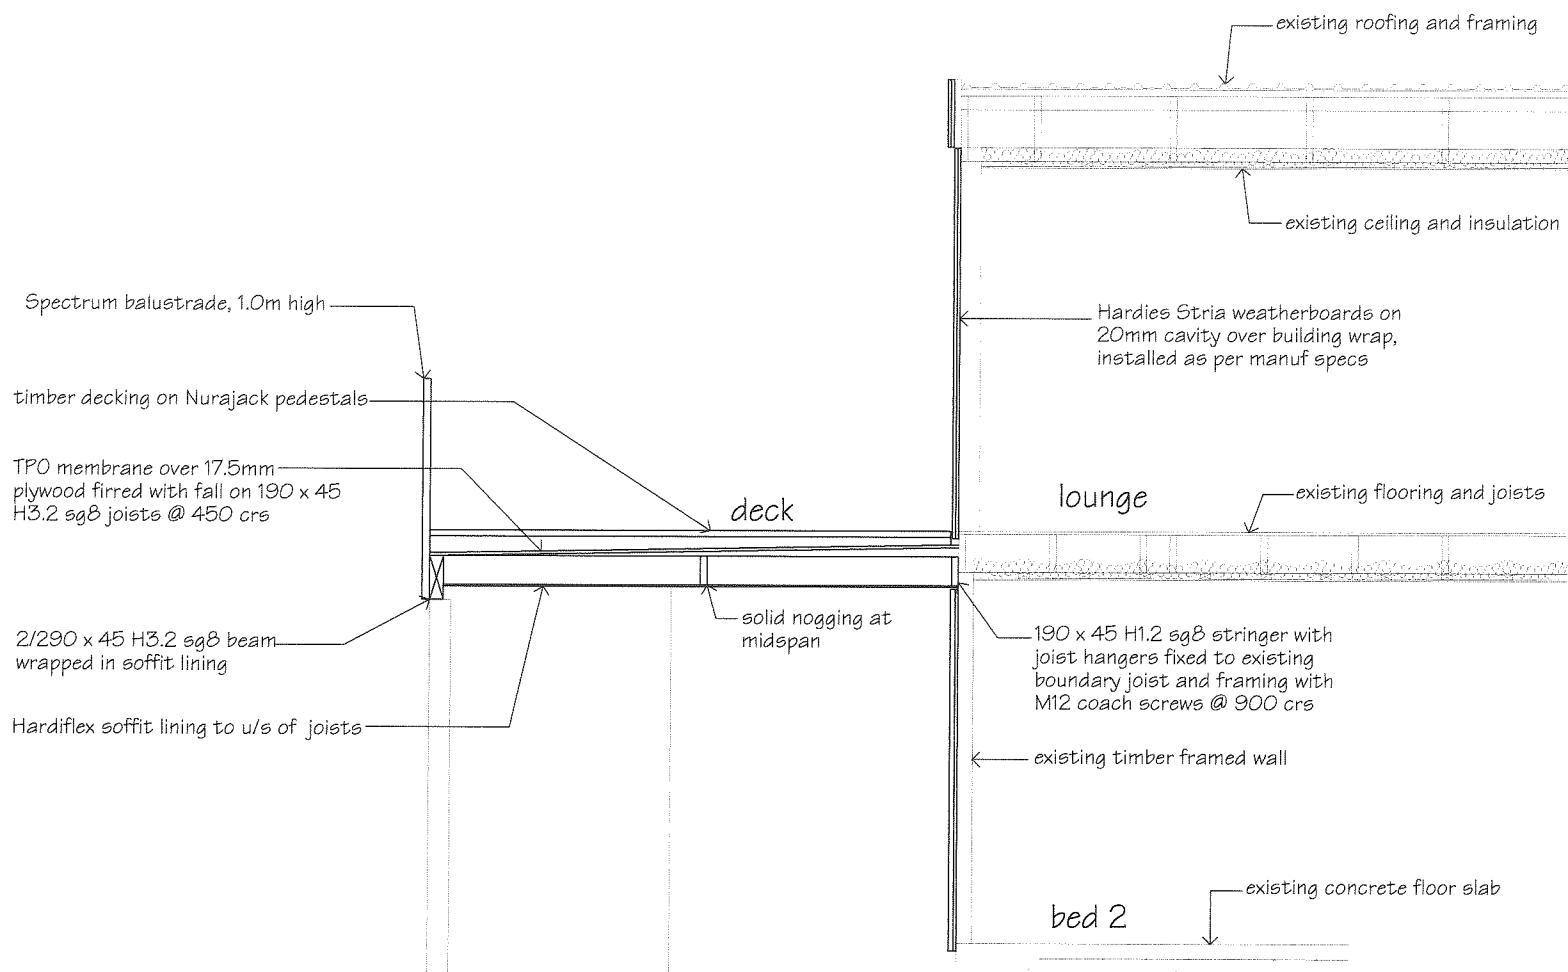 existing roofing and framing
existing ceiling and insulation
Spectrum balustrade, 1.0m high
Hardies Stria weatherboards on
20mm cavity over building wrap,
installed as per manuf specs
timber decking on Nurajack pedestals
TPO membrane over 17.5mm
plywood firred with fall on 190 x 45
H3.2 sg8 joists @ 450 crs
deck
lounge
existing flooring and joists
2/290 x 45 H3.2 sg8 beam
wrapped in soffit lining
solid nogging at
midspan
190 x 45 H1.2 sg8 stringer with
joist hangers fixed to existing
boundary joist and framing with
M12 coach screws @ 900 crs
Hardiflex soffit lining to u/s of joists
existing timber framed wall
existing concrete floor slab
bed 2